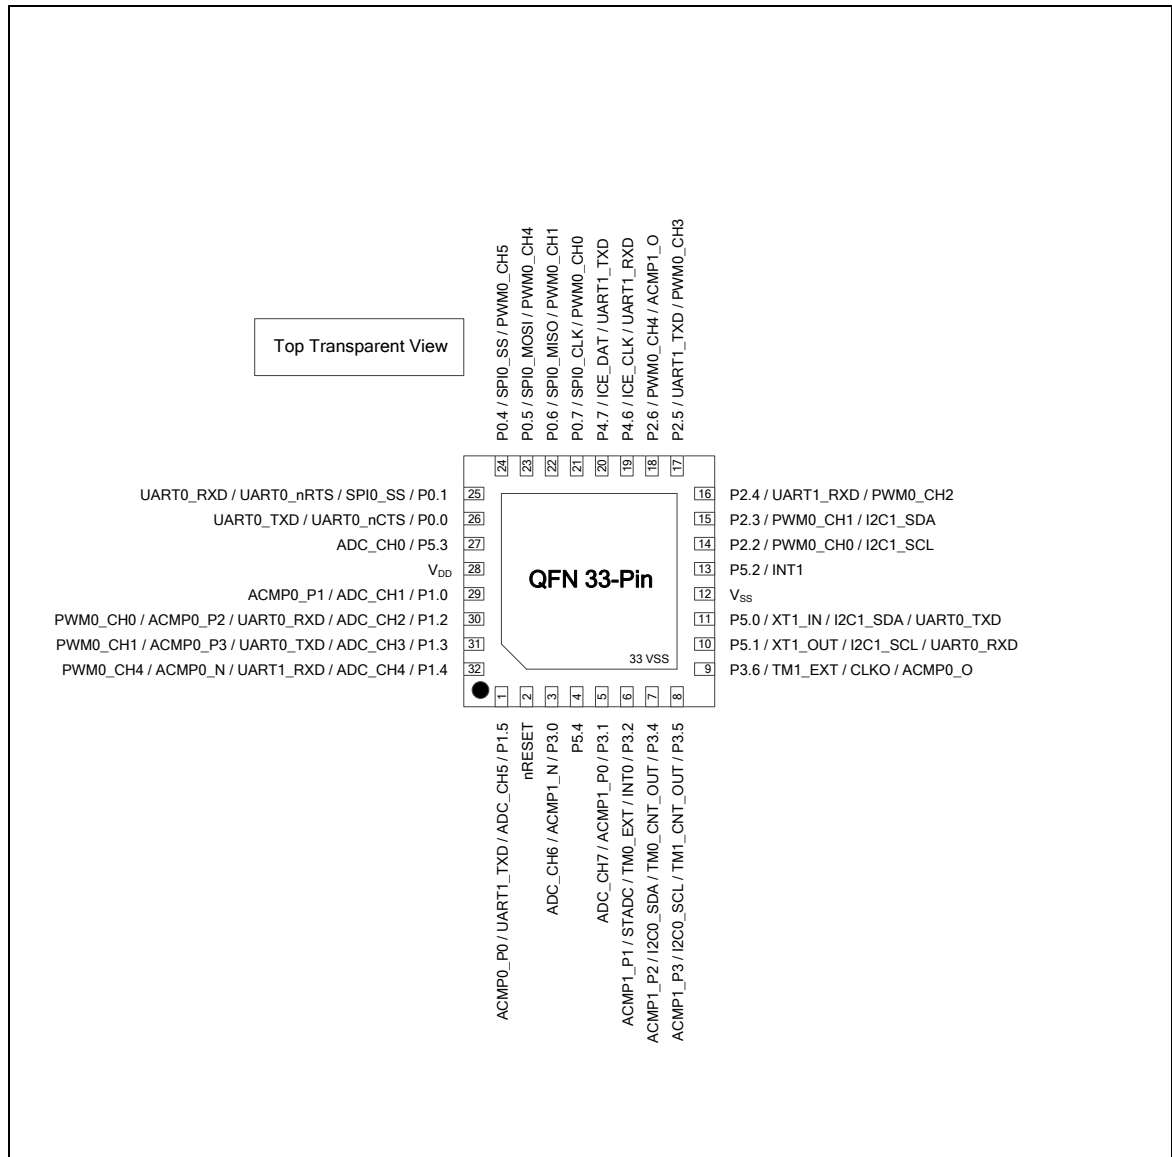 P0.4 / SPI0_SS / PWM0_CH5
P0.5 / SPI0_MOSI / PWM0_CH4
P0.6 / SPI0_MISO / PWM0_CH1
P0.7 / SPI0_CLK / PWM0_CH0
P4.7 / ICE_DAT / UART1_TXD
P4.6 / ICE_CLK / UART1_RXD
P2.6 / PWM0_CH4 / ACMP1_O
P2.5 / UART1_TXD / PWM0_CH3
Top Transparent View
24
23
22
21
20
19
18
17
UART0_RXD / UART0_nRTS / SPI0_SS / P0.1
25
UART0_TXD / UART0_nCTS / P0.0
26
ADC_CH0 / P5.3
27
VDD
28
ACMP0_P1 / ADC_CH1 / P1.0
29
PWM0_CH0 / ACMP0_P2 / UART0_RXD / ADC_CH2 / P1.2
30
PWM0_CH1 / ACMP0_P3 / UART0_TXD / ADC_CH3 / P1.3
31
PWM0_CH4 / ACMP0_N / UART1_RXD / ADC_CH4 / P1.4
32
QFN 33-Pin
33 VSS
16
P2.4 / UART1_RXD / PWM0_CH2
15
P2.3 / PWM0_CH1 / I2C1_SDA
14
P2.2 / PWM0_CH0 / I2C1_SCL
13
P5.2 / INT1
12
VSS
11
P5.0 / XT1_IN / I2C1_SDA / UART0_TXD
10
P5.1 / XT1_OUT / I2C1_SCL / UART0_RXD
9
P3.6 / TM1_EXT / CLKO / ACMP0_O
1
2
3
4
5
6
7
8
ACMP0_P0 / UART1_TXD / ADC_CH5 / P1.5
nRESET
ADC_CH6 / ACMP1_N / P3.0
P5.4
ADC_CH7 / ACMP1_P0 / P3.1
ACMP1_P1 / STADC / TM0_EXT / INT0 / P3.2
ACMP1_P2 / I2C0_SDA / TM0_CNT_OUT / P3.4
ACMP1_P3 / I2C0_SCL / TM1_CNT_OUT / P3.5